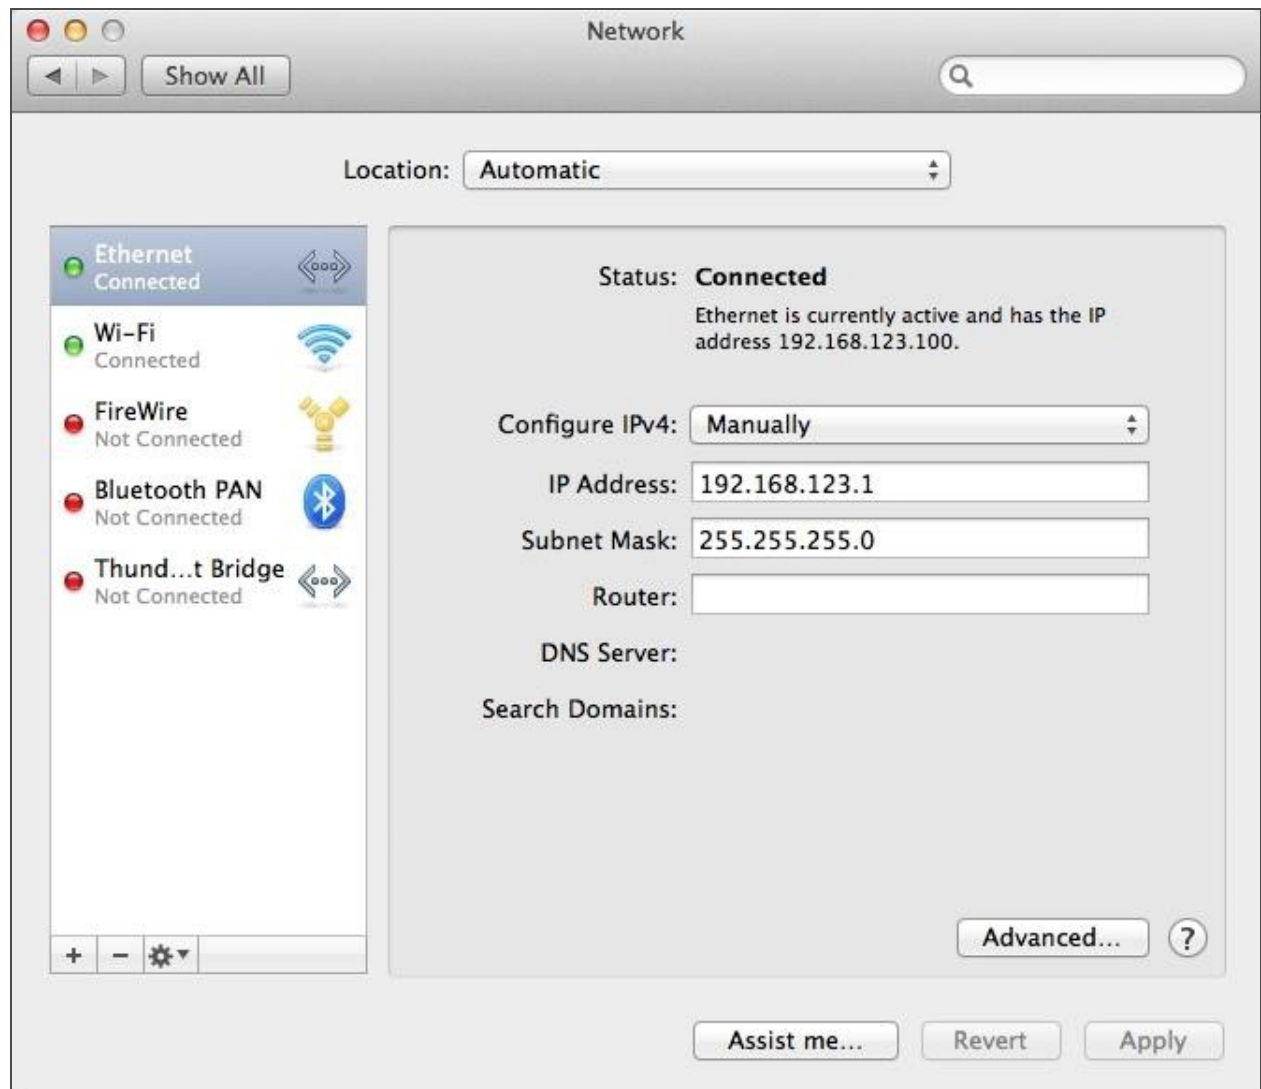 Network
Show All
Location: Automatic
Ethernet
Connected
Wi-Fi
Connected
FireWire
Not Connected
Bluetooth PAN
Not Connected
Thund...t Bridge
Not Connected
Status: Connected
Ethernet is currently active and has the IP
address 192.168.123.100.
Configure IPv4: Manually
IP Address: 192.168.123.1
Subnet Mask: 255.255.255.0
Router:
DNS Server:
Search Domains:
Advanced... ?
Assist me... Revert Apply